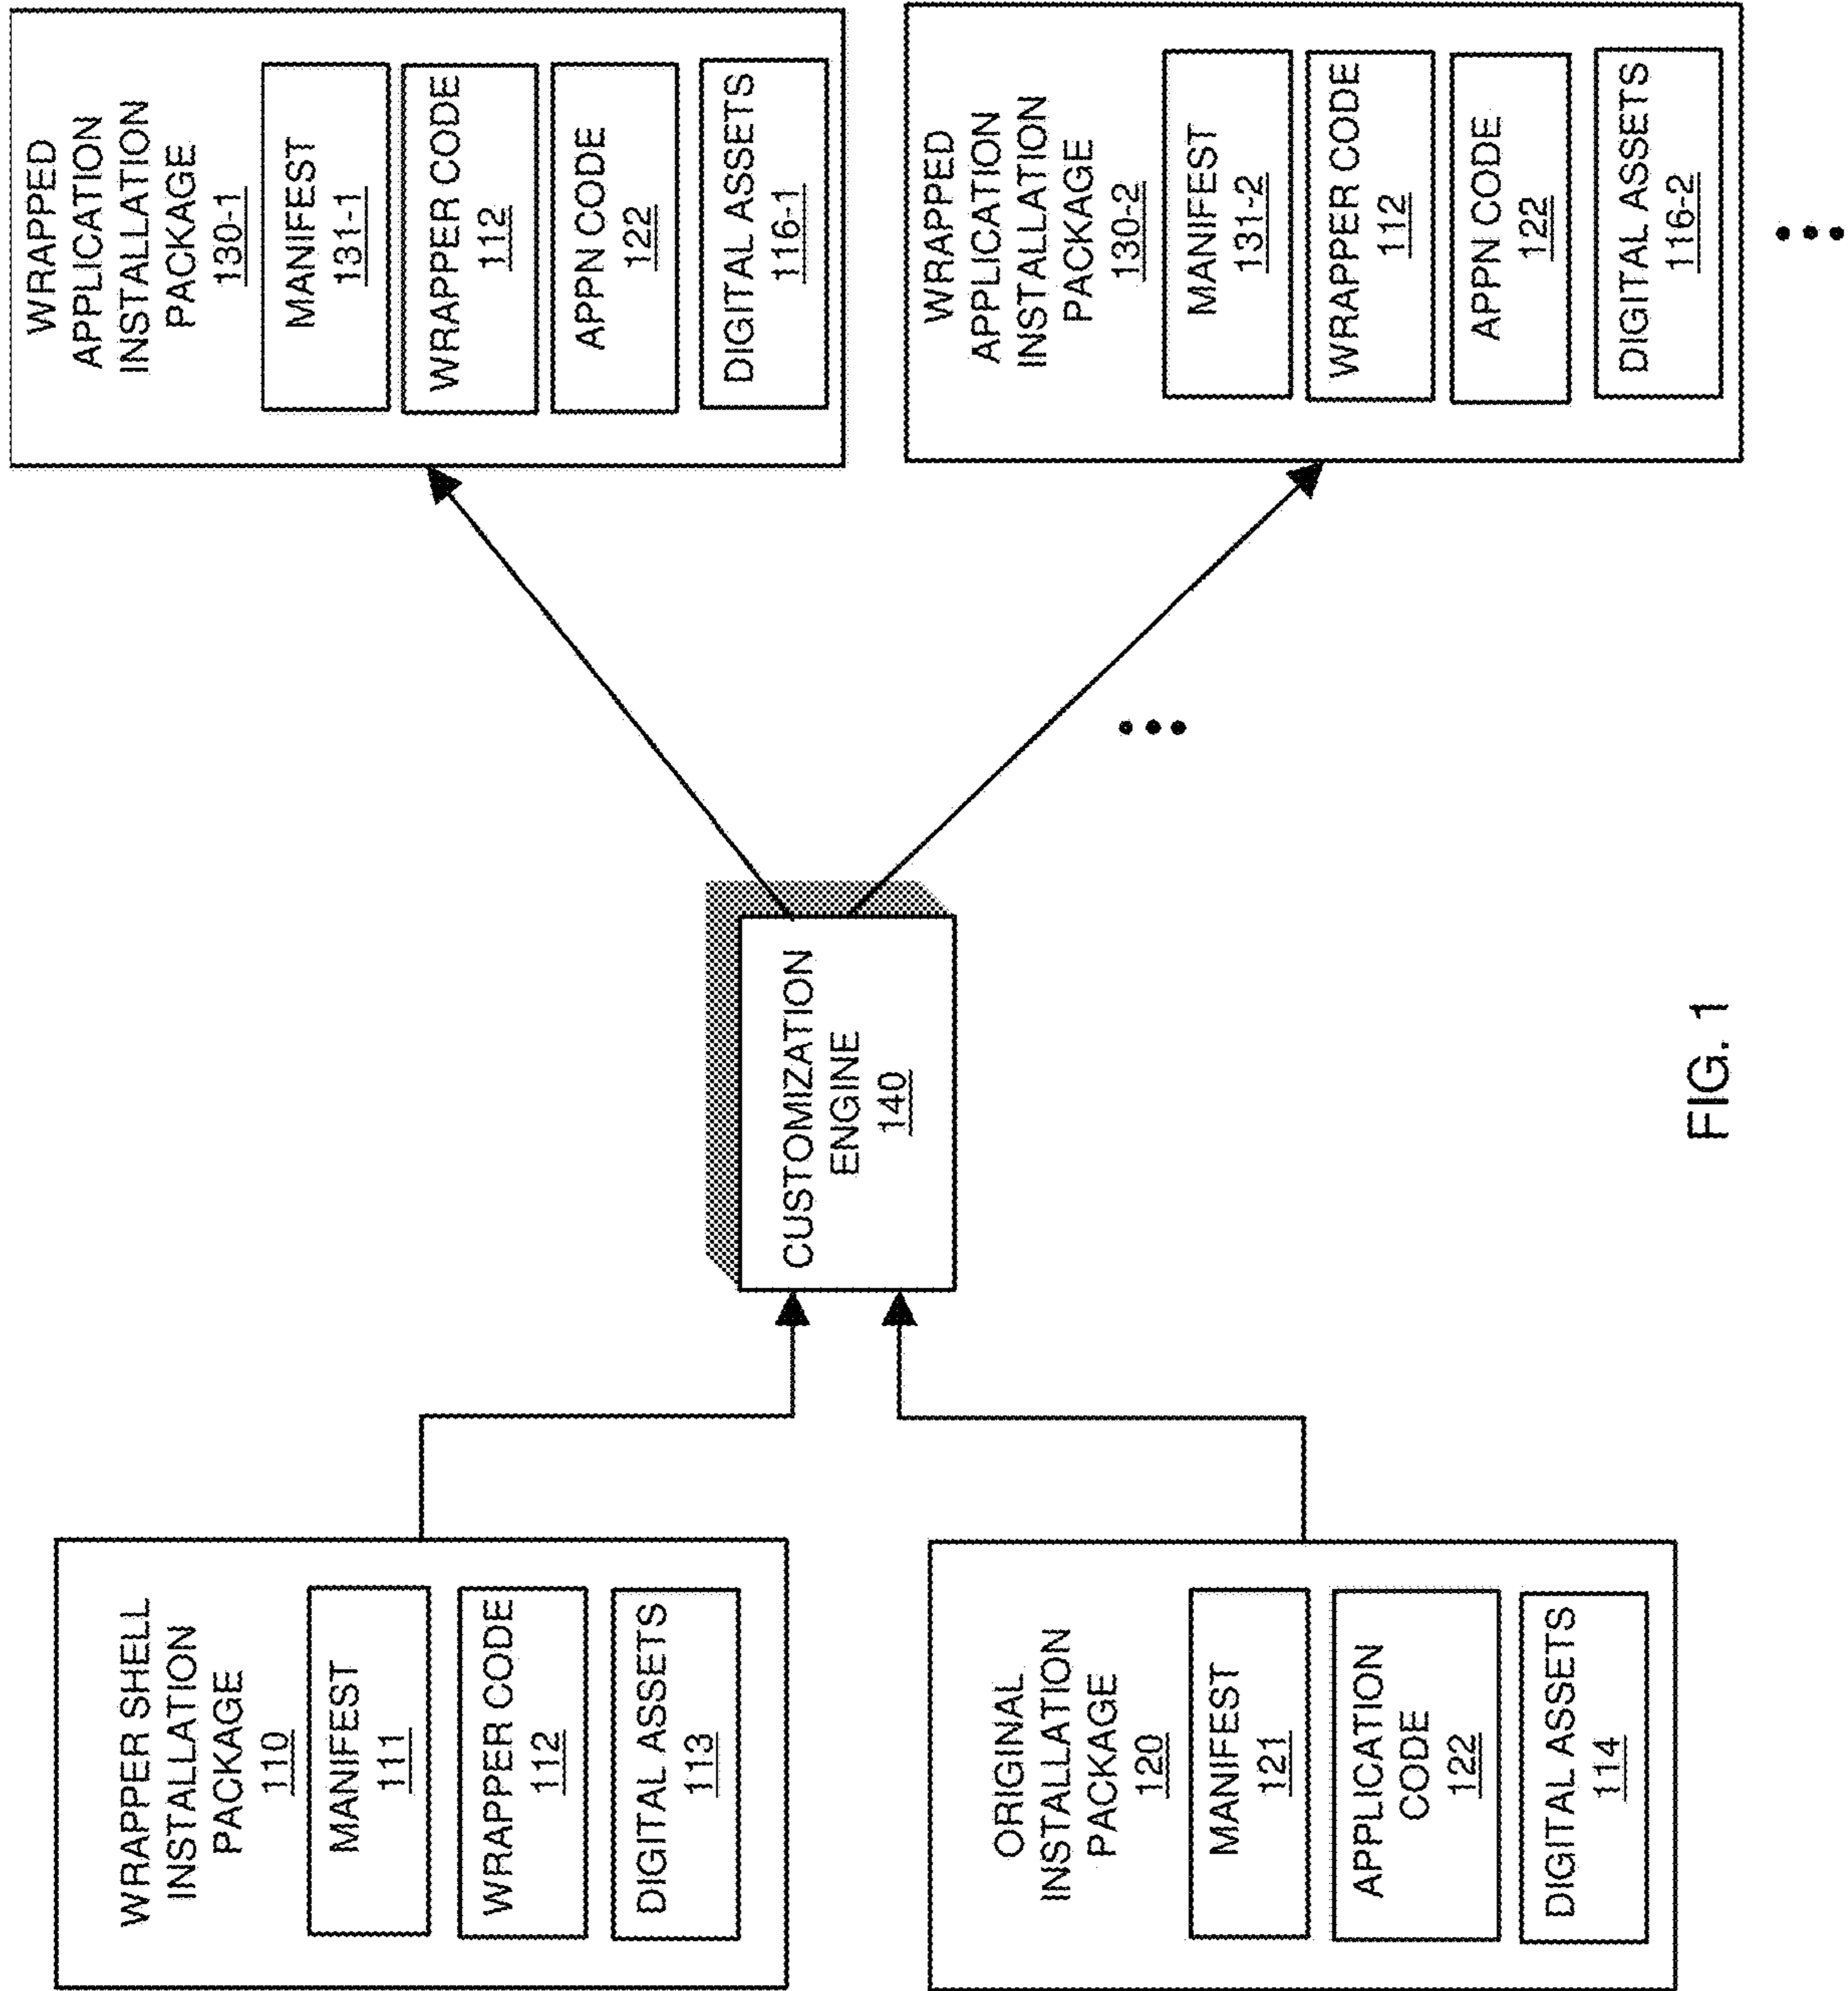 WRAPPER SHELL
INSTALLATION
PACKAGE
110
MANIFEST
111
WRAPPER CODE
112
DIGITAL ASSETS
113
ORIGINAL
INSTALLATION
PACKAGE
120
MANIFEST
121
APPLICATION
CODE
122
DIGITAL ASSETS
114
CUSTOMIZATION
ENGINE
140
WRAPPED
APPLICATION
INSTALLATION
PACKAGE
130-1
MANIFEST
131-1
WRAPPER CODE
112
APPN CODE
122
DIGITAL ASSETS
116-1
WRAPPED
APPLICATION
INSTALLATION
PACKAGE
130-2
MANIFEST
131-2
WRAPPER CODE
112
APPN CODE
122
DIGITAL ASSETS
116-2
FIG. 1